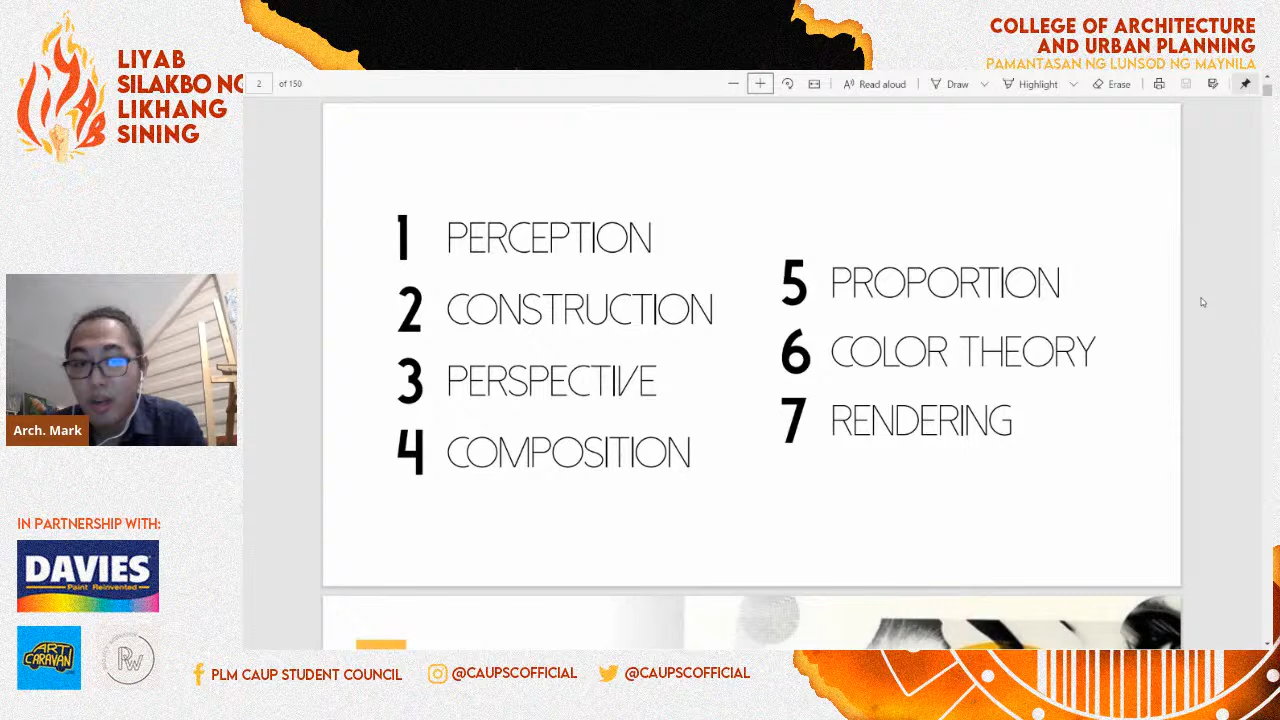 LIYAB
SILAKBO NG
LIKHANG
SINING
COLLEGE OF ARCHITECTURE
AND URBAN PLANNING
PAMANTASAN NG LUNSOD NG MAYNILA
2 of 150
Read aloud
Draw
Highlight
Erase
1 PERCEPTION
2 CONSTRUCTION
3 PERSPECTIVE
4 COMPOSITION
5 PROPORTION
6 COLOR THEORY
7 RENDERING
Arch. Mark
IN PARTNERSHIP WITH:
DAVIES
Paint Reinvented
ART
CARAVAN
PW
PLM CAUP STUDENT COUNCIL
@CAUPSCOFFICIAL
@CAUPSCOFFICIAL